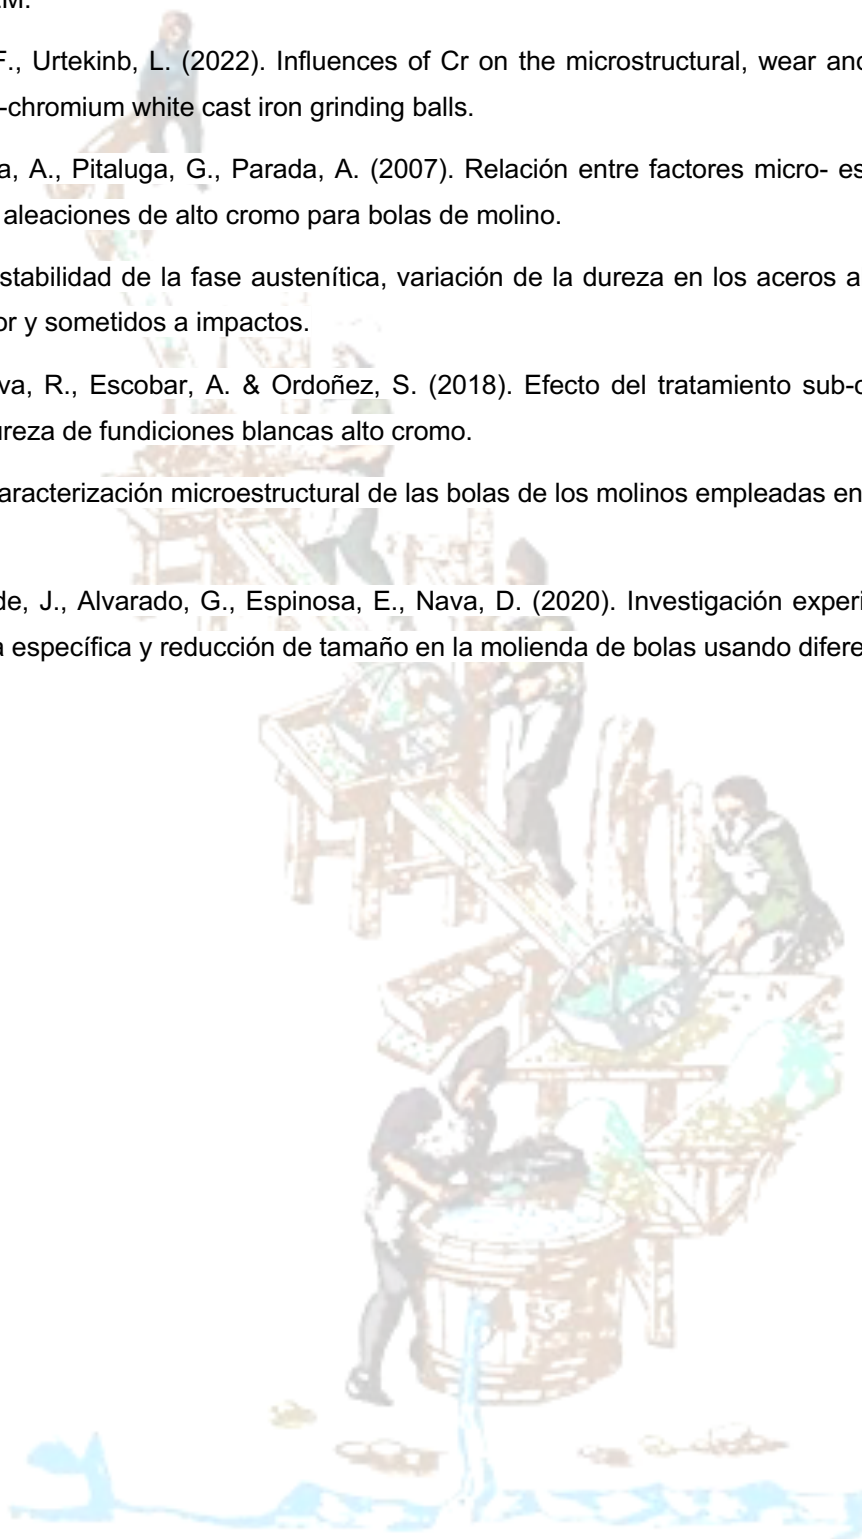 F., Urtekinb, L. (2022). Influences of Cr on the microstructural, wear and
-chromium white cast iron grinding balls.
a, A., Pitaluga, G., Parada, A. (2007). Relación entre factores micro- es
aleaciones de alto cromo para bolas de molino.
stabilidad de la fase austenítica, variación de la dureza en los aceros a
or y sometidos a impactos.
va, R., Escobar, A. & Ordoñez, S. (2018). Efecto del tratamiento sub-c
ureza de fundiciones blancas alto cromo.
aracterización microestructural de las bolas de los molinos empleadas en
de, J., Alvarado, G., Espinosa, E., Nava, D. (2020). Investigación experi
a específica y reducción de tamaño en la molienda de bolas usando difere